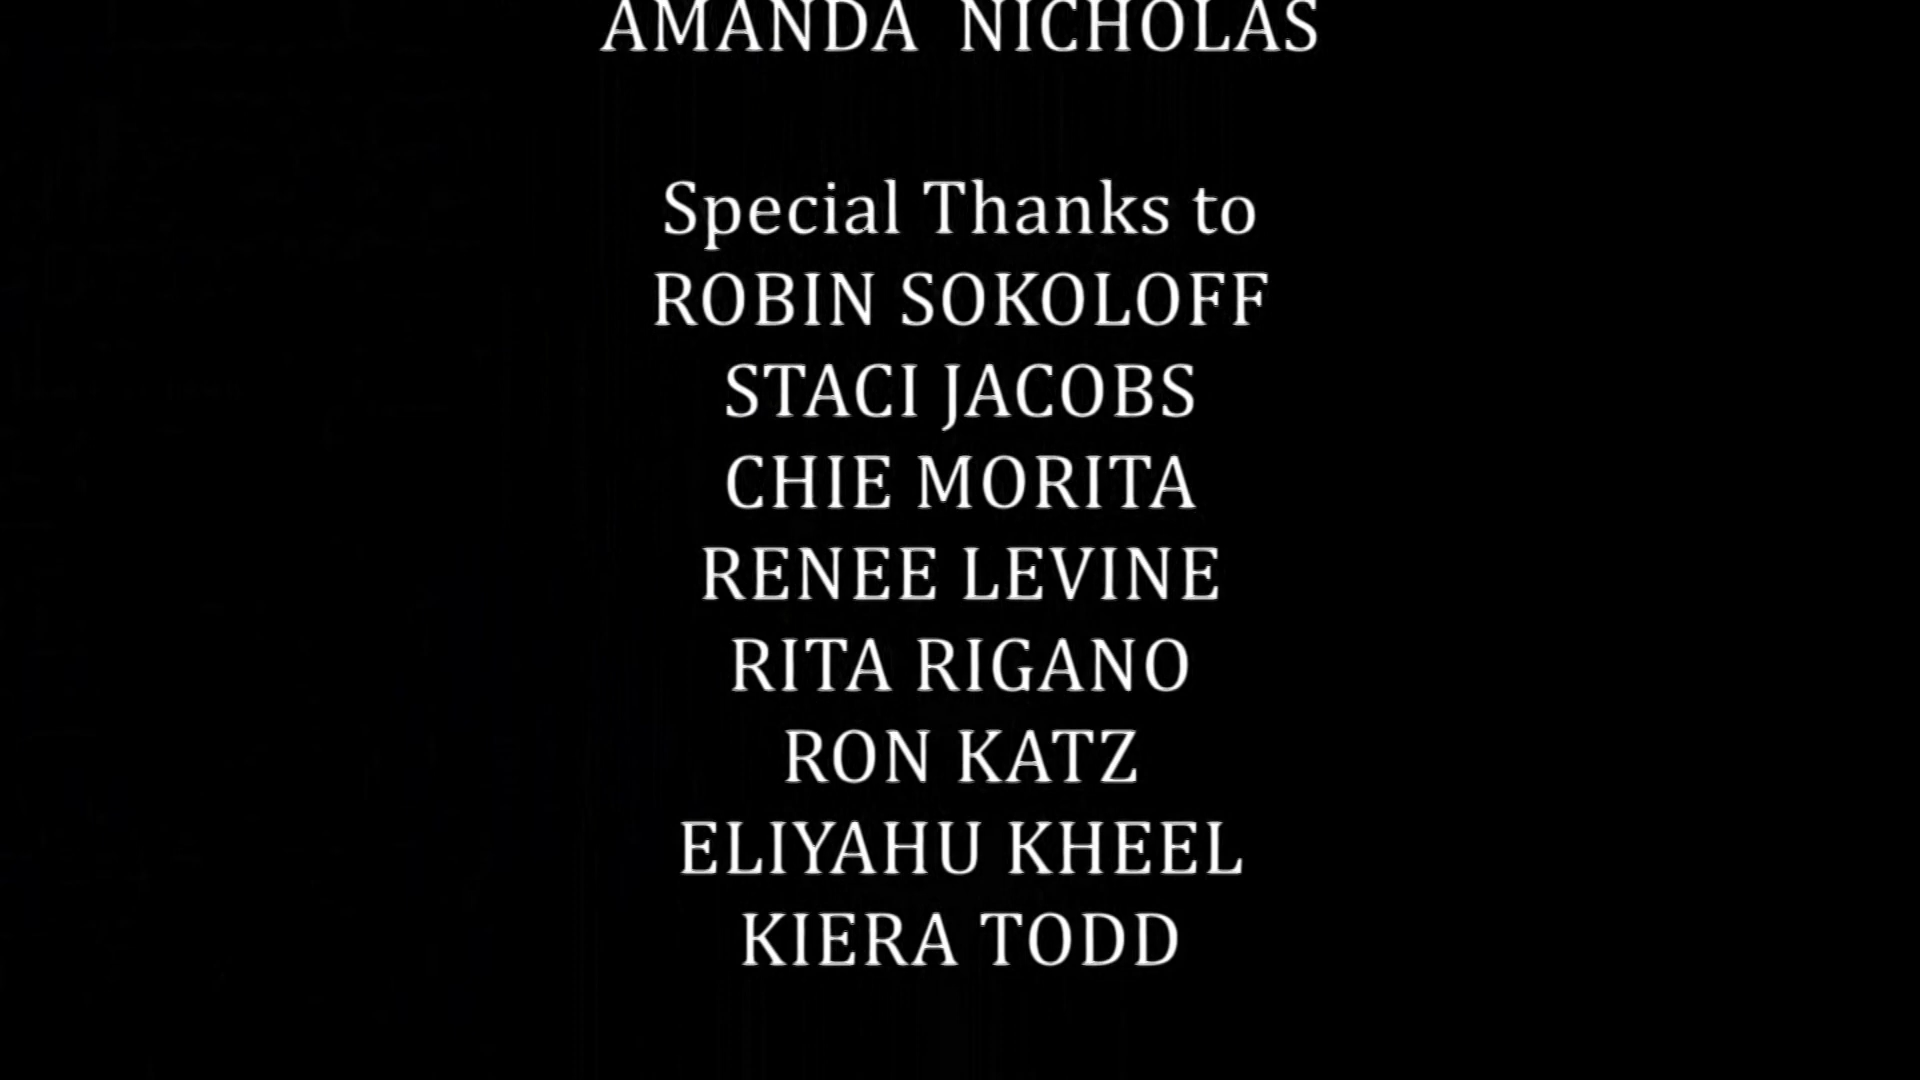 AMANDA NICHOLAS
Special Thanks to
ROBIN SOKOLOFF
STACI JACOBS
CHIE MORITA
RENEE LEVINE
RITA RIGANO
RON KATZ
ELIYAHU KHEEL
KIERA TODD